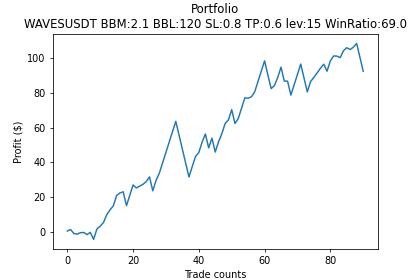 Portfolio
WAVESUSDT BBM:2.1 BBL:120 SL:0.8 TP:0.6 lev:15 WinRatio:69.0
100
80
60
40
20
0
Profit ($)
0 20 40 60 80
Trade counts